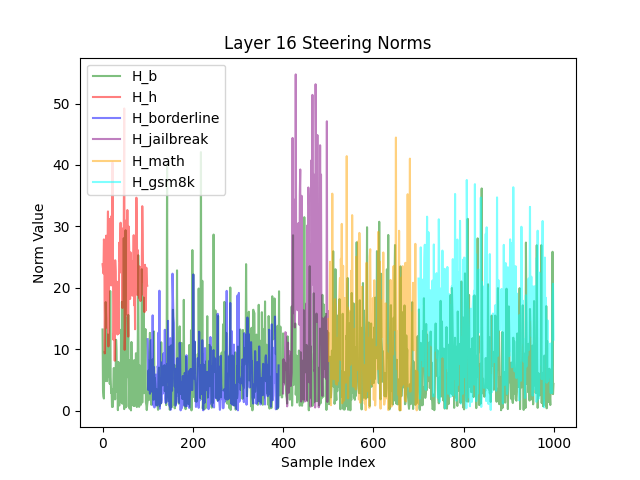 Layer 16 Steering Norms
H_b
H_h
H_borderline
H_jailbreak
H_math
H_gsm8k
Norm Value
50
40
30
20
10
0
0 200 400 600 800 1000
Sample Index